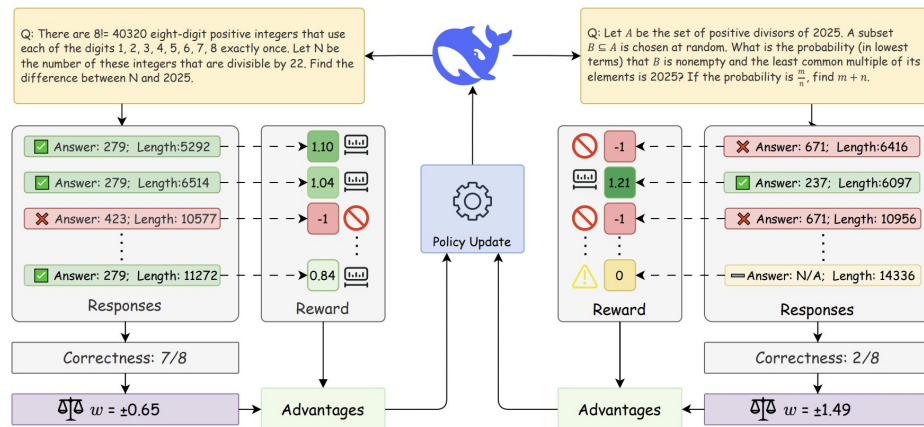 Q: There are 8!= 40320 eight-digit positive integers that use
each of the digits 1, 2, 3, 4, 5, 6, 7, 8 exactly once. Let N be
the number of these integers that are divisible by 22. Find the
difference between N and 2025.
Q: Let A be the set of positive divisors of 2025. A subset
B ⊆ A is chosen at random. What is the probability (in lowest
terms) that B is nonempty and the least common multiple of its
elements is 2025? If the probability is m/n, find m + n.
Answer: 279; Length:5292
Answer: 279; Length:6514
Answer: 423; Length: 10577
Answer: 279; Length: 11272
Responses
1.10
1.04
-1
0.84
Reward
Correctness: 7/8
w = ±0.65
Advantages
Policy Update
-1
1.21
-1
0
Reward
Answer: 671; Length:6416
Answer: 237; Length:6097
Answer: 671; Length: 10956
Answer: N/A; Length: 14336
Responses
Correctness: 2/8
w = ±1.49
Advantages